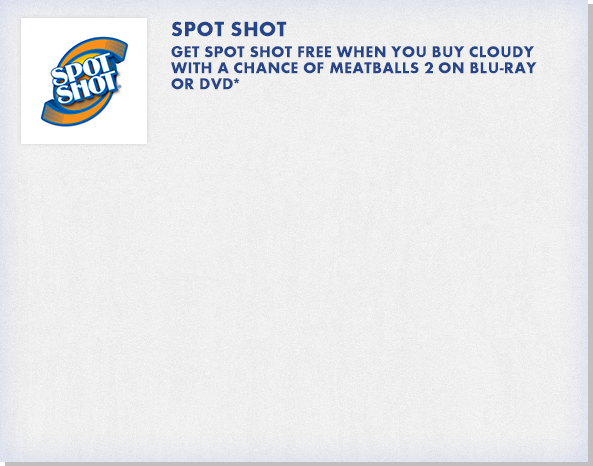 SPOT SHOT
GET SPOT SHOT FREE WHEN YOU BUY CLOUDY
WITH A CHANCE OF MEATBALLS 2 ON BLU-RAY
OR DVD*
SPOT
SHOT